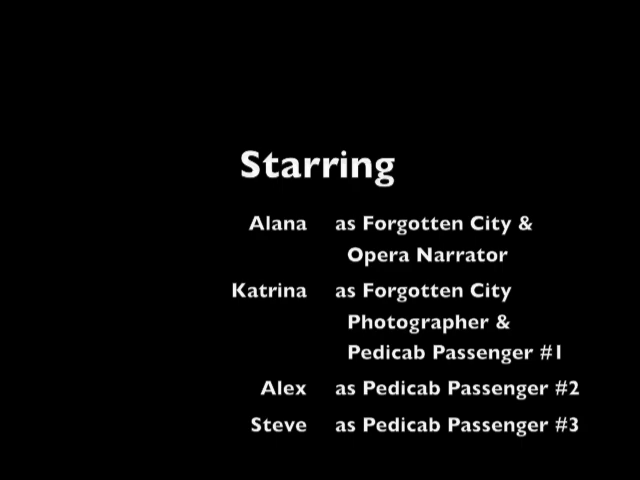 Starring
Alana as Forgotten City &
Opera Narrator
Katrina as Forgotten City
Photographer &
Pedicab Passenger #1
Alex as Pedicab Passenger #2
Steve as Pedicab Passenger #3